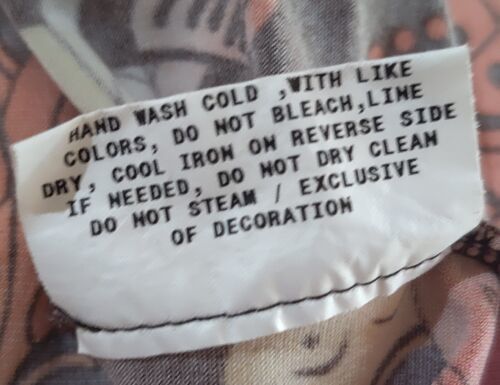 HAND WASH COLD ,WITH LIKE
COLORS, DO NOT BLEACH,LINE
DRY, COOL IRON ON REVERSE SIDE
IF NEEDED, DO NOT DRY CLEAN
DO NOT STEAM / EXCLUSIVE
OF DECORATION